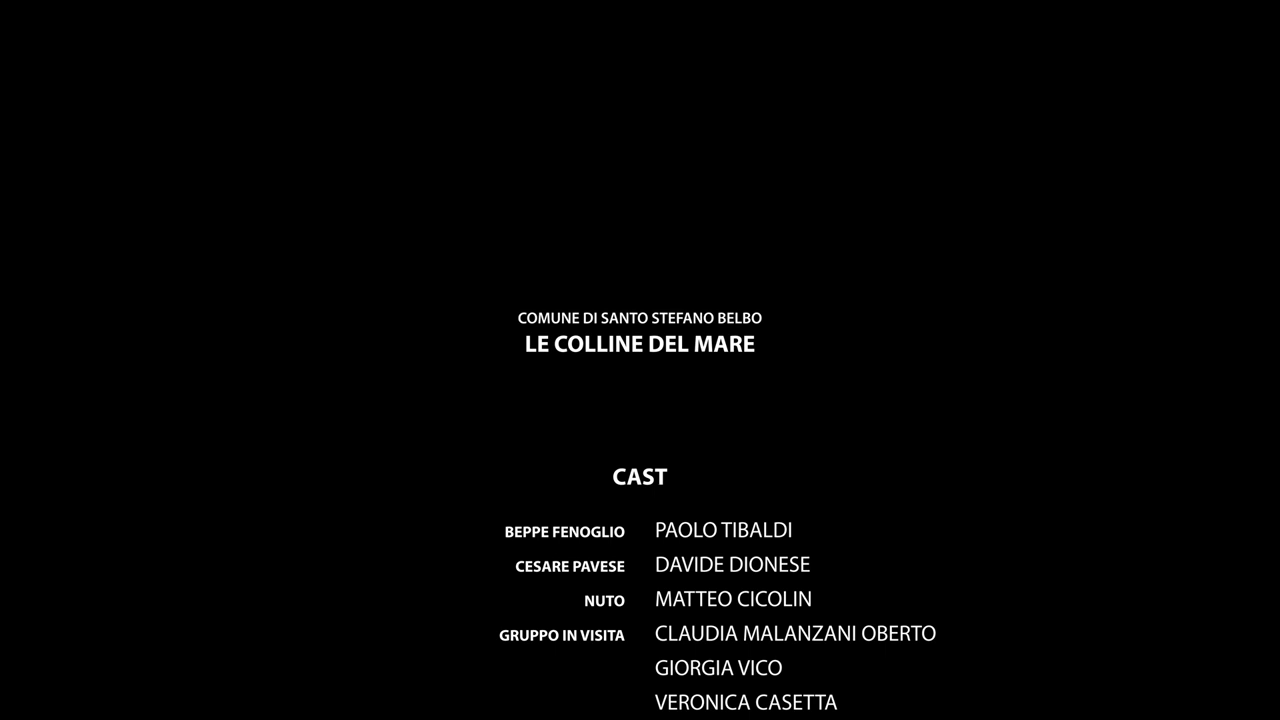 COMUNE DI SANTO STEFANO BELBO
LE COLLINE DEL MARE
CAST
BEPPE FENOGLIO PAOLO TIBALDI
CESARE PAVESE DAVIDE DIONESE
NUTO MATTEO CICOLIN
GRUPPO IN VISITA CLAUDIA MALANZANI OBERTO
GIORGIA VICO
VERONICA CASETTA